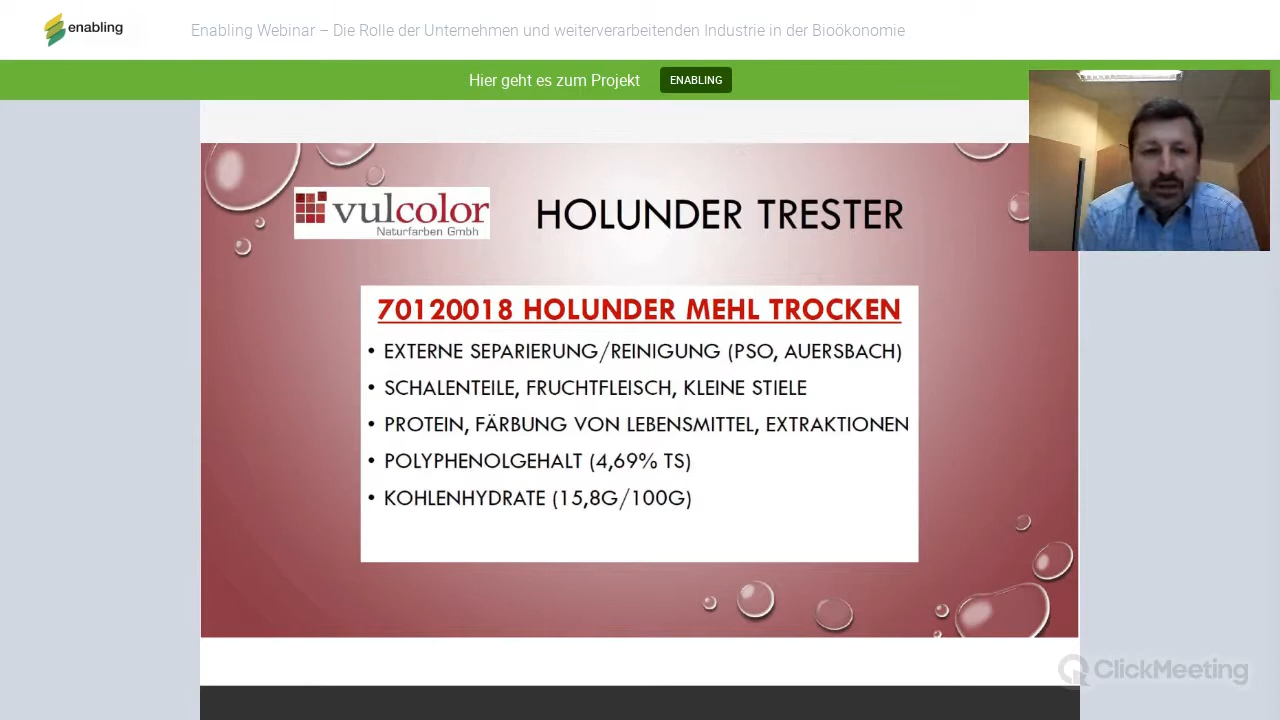 enabling
Enabling Webinar – Die Rolle der Unternehmen und weiterverarbeitenden Industrie in der Bioökonomie
Hier geht es zum Projekt
ENABLING
vulcolor
Naturfarben Gmbh
HOLUNDER TRESTER
70120018 HOLUNDER MEHL TROCKEN
• EXTERNE SEPARIERUNG/REINIGUNG (PSO, AUERSBACH)
• SCHALENTEILE, FRUCHTFLEISCH, KLEINE STIELE
• PROTEIN, FÄRBUNG VON LEBENSMITTEL, EXTRAKTIONEN
• POLYPHENOLGEHALT (4,69% TS)
• KOHLENHYDRATE (15,8G/100G)
ClickMeeting